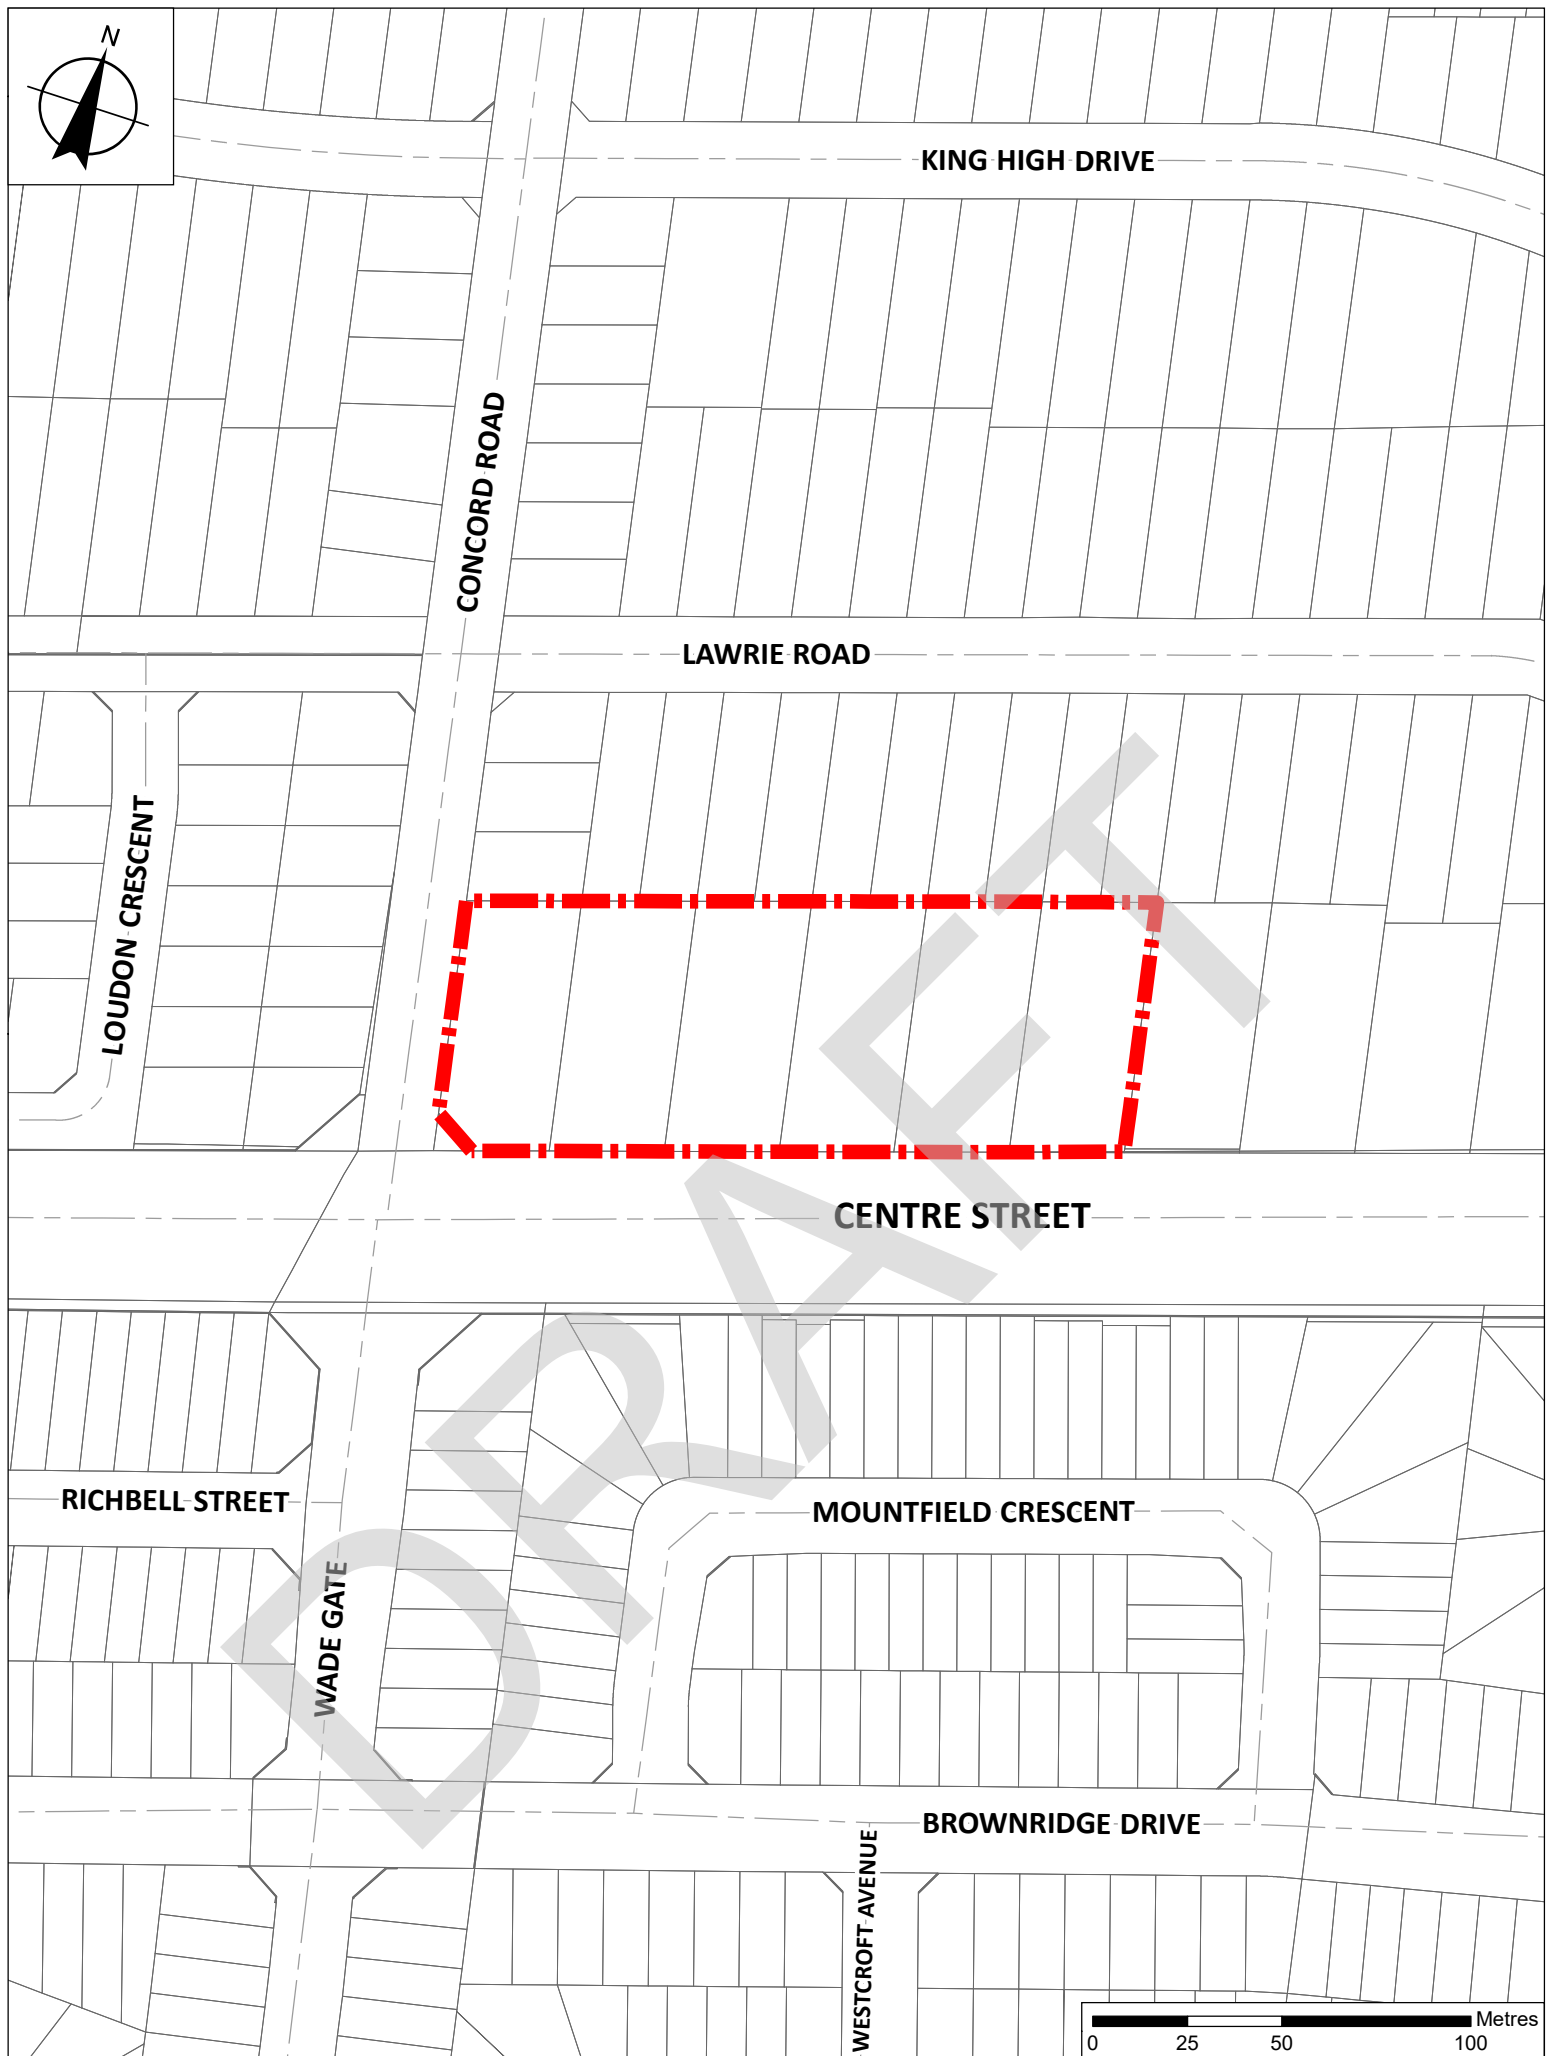 N
KING HIGH DRIVE
CONCORD ROAD
LAWRIE ROAD
LOUDON CRESCENT
CENTRE STREET
RICHBELL STREET
MOUNTFIELD CRESCENT
WADE GATE
BROWNRIDGE DRIVE
WESTCROFT AVENUE
DRAFT
Metres
0 25 50 100